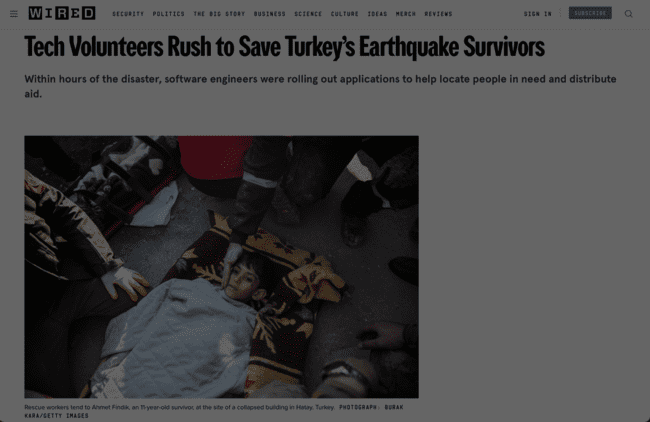 WIRED SECURITY POLITICS THE BIG STORY BUSINESS SCIENCE CULTURE IDEAS MERCH REVIEWS SIGN IN SUBSCRIBE
Tech Volunteers Rush to Save Turkey's Earthquake Survivors
Within hours of the disaster, software engineers were rolling out applications to help locate people in need and distribute
aid.
Rescue workers tend to Ahmet Findik, an 11-year-old survivor, at the site of a collapsed building in Hatay, Turkey. PHOTOGRAPH: BURAK
KARA/GETTY IMAGES